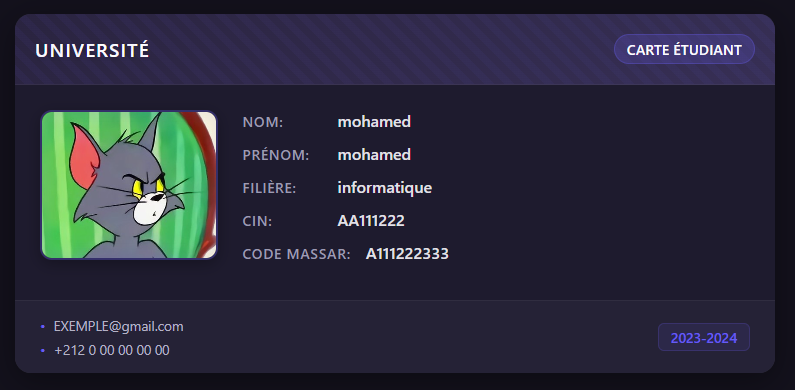 UNIVERSITÉ
CARTE ÉTUDIANT
NOM: mohamed
PRÉNOM: mohamed
FILIÈRE: informatique
CIN: AA111222
CODE MASSAR: A111222333
• EXEMPLE@gmail.com
• +212 0 00 00 00 00
2023-2024